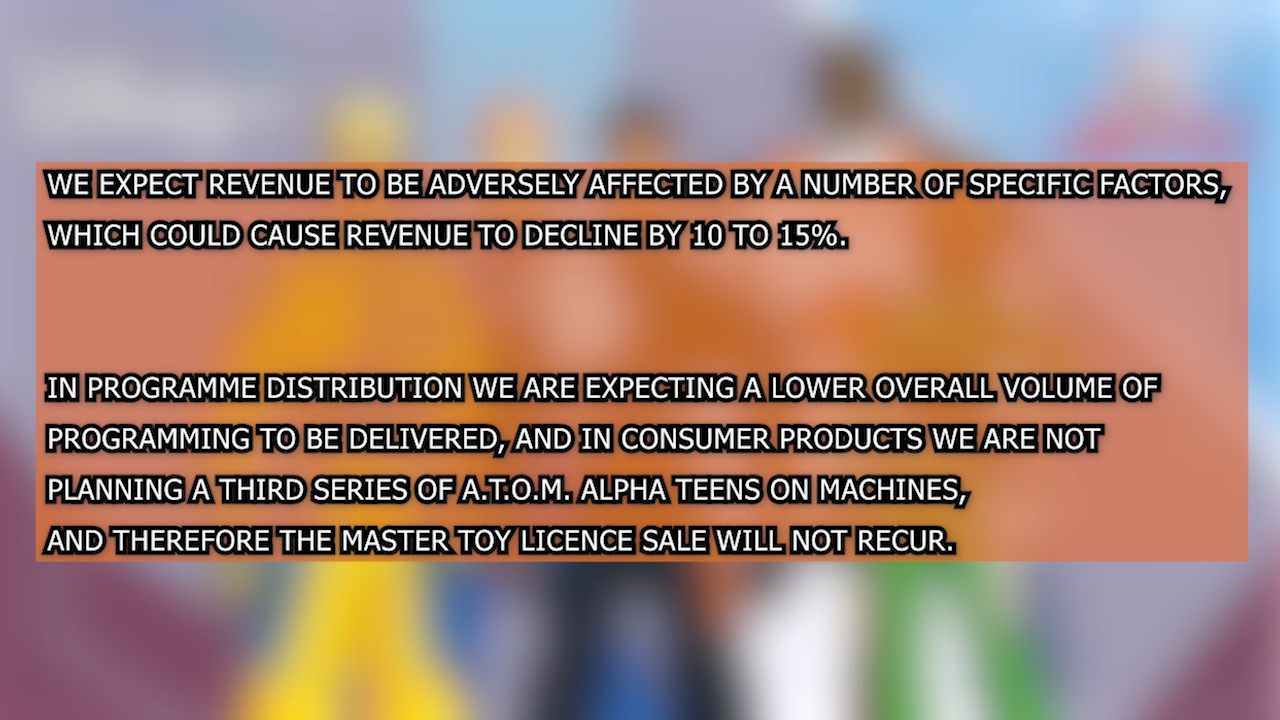 WE EXPECT REVENUE TO BE ADVERSELY AFFECTED BY A NUMBER OF SPECIFIC FACTORS,
WHICH COULD CAUSE REVENUE TO DECLINE BY 10 TO 15%.
IN PROGRAMME DISTRIBUTION WE ARE EXPECTING A LOWER OVERALL VOLUME OF
PROGRAMMING TO BE DELIVERED, AND IN CONSUMER PRODUCTS WE ARE NOT
PLANNING A THIRD SERIES OF A.T.O.M. ALPHA TEENS ON MACHINES,
AND THEREFORE THE MASTER TOY LICENCE SALE WILL NOT RECUR.